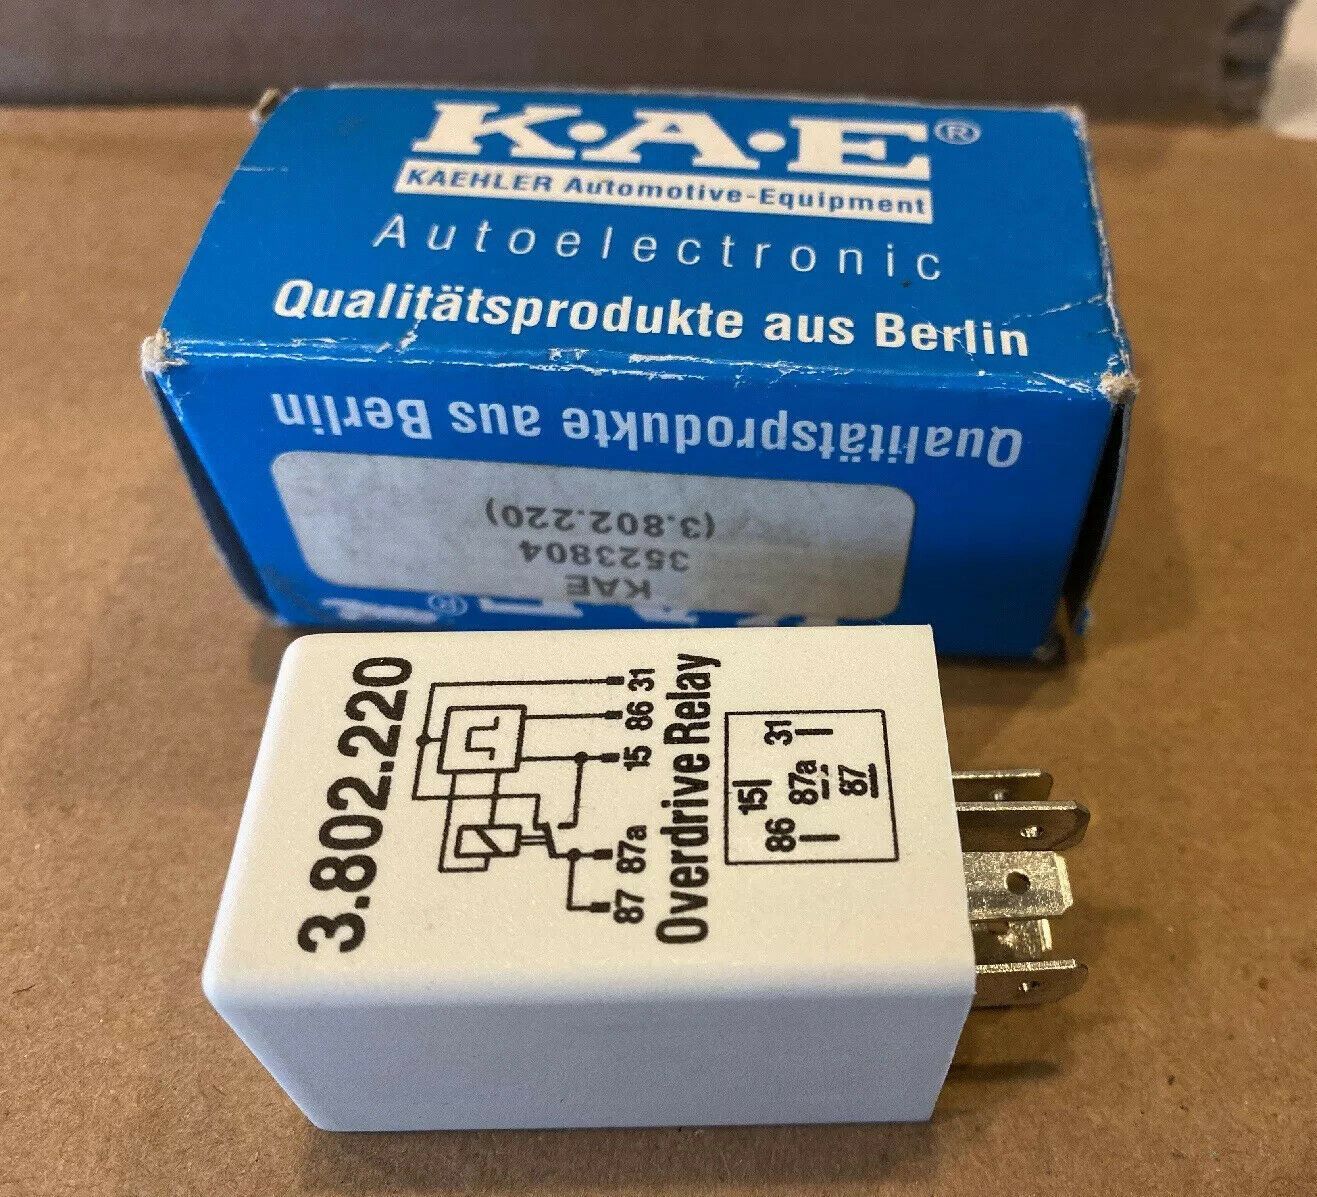 K·A·E®
KAEHLER Automotive-Equipment
Autoelectronic
Qualitätsprodukte aus Berlin
Qualitätsprodukte aus Berlin
KAE
3523804
(3.802.220)
3.802.220
31
86
15
87a
87
Overdrive Relay
31
15
87a
87
86